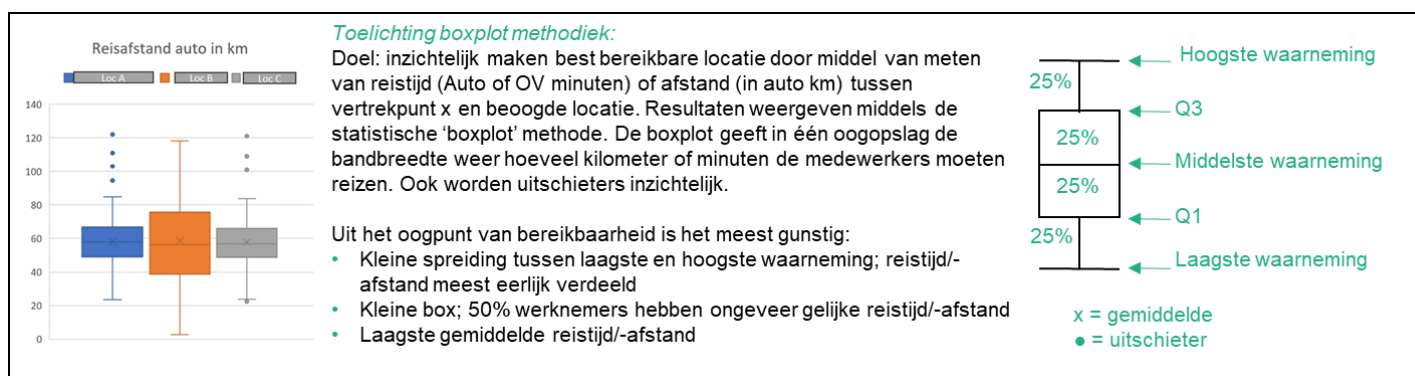 Reisafstand auto in km
Loc A Loc B Loc C
140
120
100
80
60
40
20
0
Toelichting boxplot methodiek:
Doel: inzichtelijk maken best bereikbare locatie door middel van meten
van reistijd (Auto of OV minuten) of afstand (in auto km) tussen
vertrekpunt x en beoogde locatie. Resultaten weergeven middels de
statistische ‘boxplot’ methode. De boxplot geeft in één oogopslag de
bandbreedte weer hoeveel kilometer of minuten de medewerkers moeten
reizen. Ook worden uitschieters inzichtelijk.
Uit het oogpunt van bereikbaarheid is het meest gunstig:
• Kleine spreiding tussen laagste en hoogste waarneming; reistijd/-
afstand meest eerlijk verdeeld
• Kleine box; 50% werknemers hebben ongeveer gelijke reistijd/-afstand
• Laagste gemiddelde reistijd/-afstand
Hoogste waarneming
25%
Q3
25%
Middelste waarneming
25%
Q1
25%
Laagste waarneming
x = gemiddelde
● = uitschieter